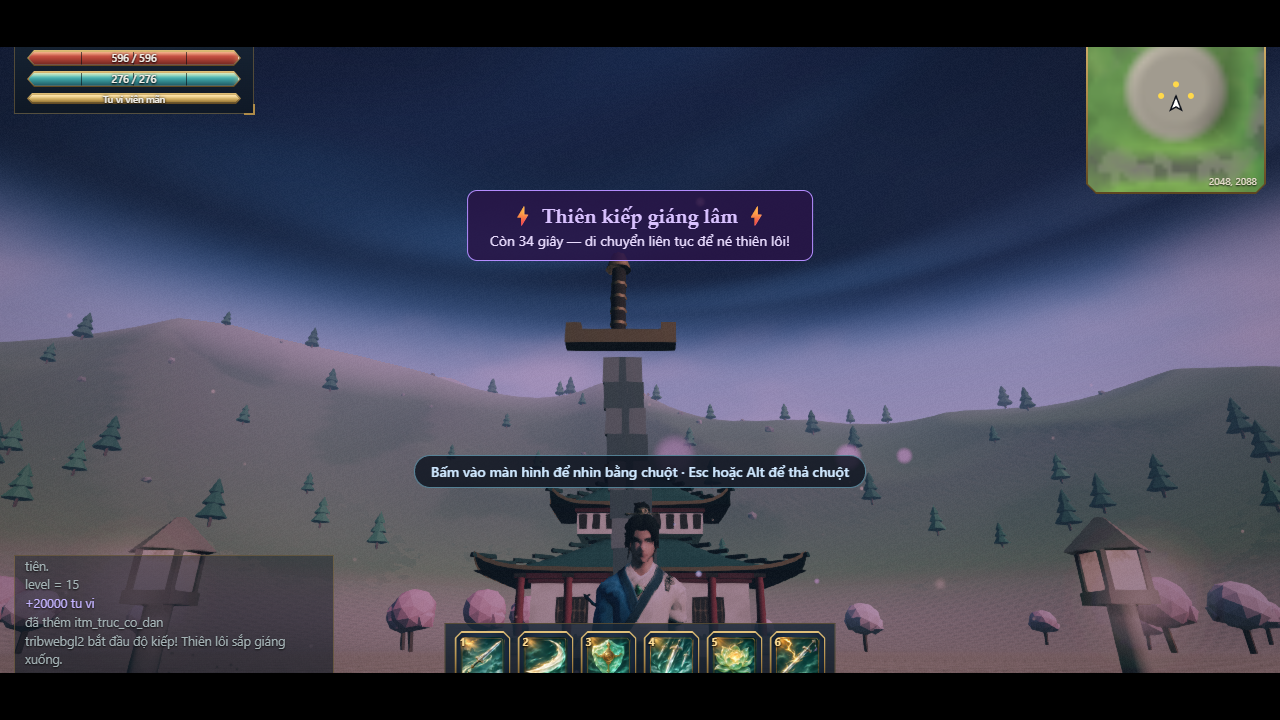 596 / 596
276 / 276
Tu vi viên mãn
2048, 2088
Thiên kiếp giáng lâm
Còn 34 giây — di chuyển liên tục để né thiên lôi!
Bấm vào màn hình để nhìn bằng chuột · Esc hoặc Alt để thả chuột
tiên.
level = 15
+20000 tu vi
đã thêm itm_truc_co_dan
tribwebgl2 bắt đầu độ kiếp! Thiên lôi sắp giáng
xuống.
1 2 3 4 5 6